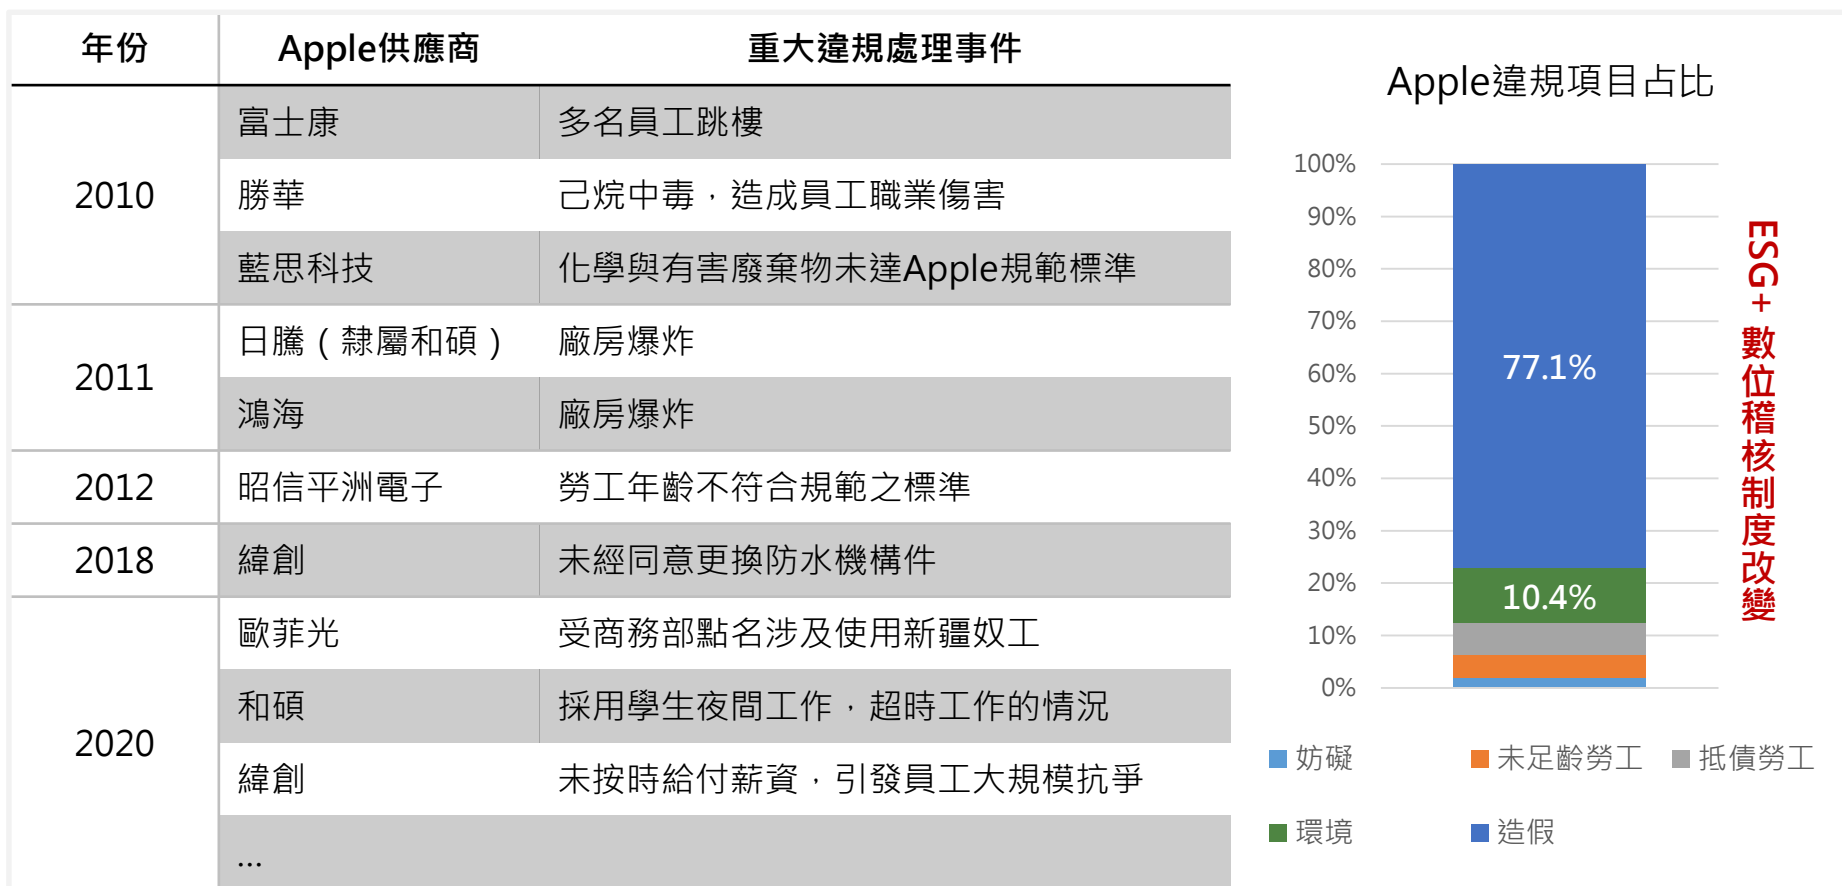 年份 Apple供應商 重大違規處理事件
2010 富士康 多名員工跳樓
勝華 己烷中毒，造成員工職業傷害
藍思科技 化學與有害廢棄物未達Apple規範標準
2011 日騰（隸屬和碩） 廠房爆炸
鴻海 廠房爆炸
2012 昭信平洲電子 勞工年齡不符合規範之標準
2018 緯創 未經同意更換防水機構件
2020 歐菲光 受商務部點名涉及使用新疆奴工
和碩 採用學生夜間工作，超時工作的情況
緯創 未按時給付薪資，引發員工大規模抗爭
...
Apple違規項目占比
100%
90%
80%
70%
60%
50%
40%
30%
20%
10%
0%
77.1%
10.4%
妨礙 未足齡勞工 抵債勞工
環境 造假
ESG+數位稽核制度改變